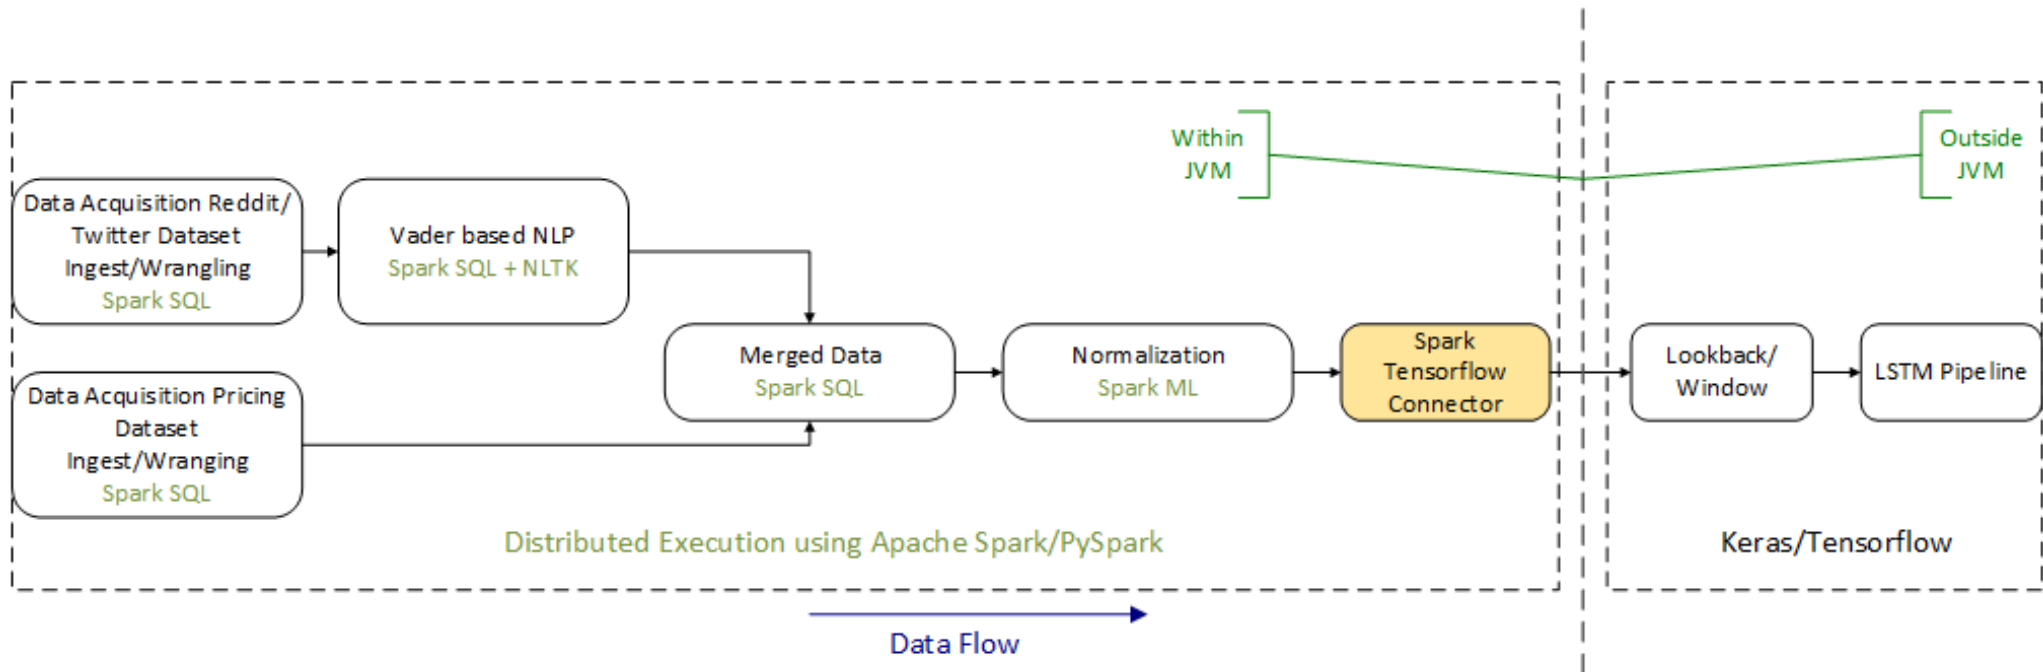 Within
JVM
Outside
JVM
Data Acquisition Reddit/
Twitter Dataset
Ingest/Wrangling
Spark SQL
Vader based NLP
Spark SQL + NLTK
Merged Data
Spark SQL
Normalization
Spark ML
Spark
Tensorflow
Connector
Lookback/
Window
LSTM Pipeline
Data Acquisition Pricing
Dataset
Ingest/Wranging
Spark SQL
Distributed Execution using Apache Spark/PySpark
Keras/Tensorflow
Data Flow